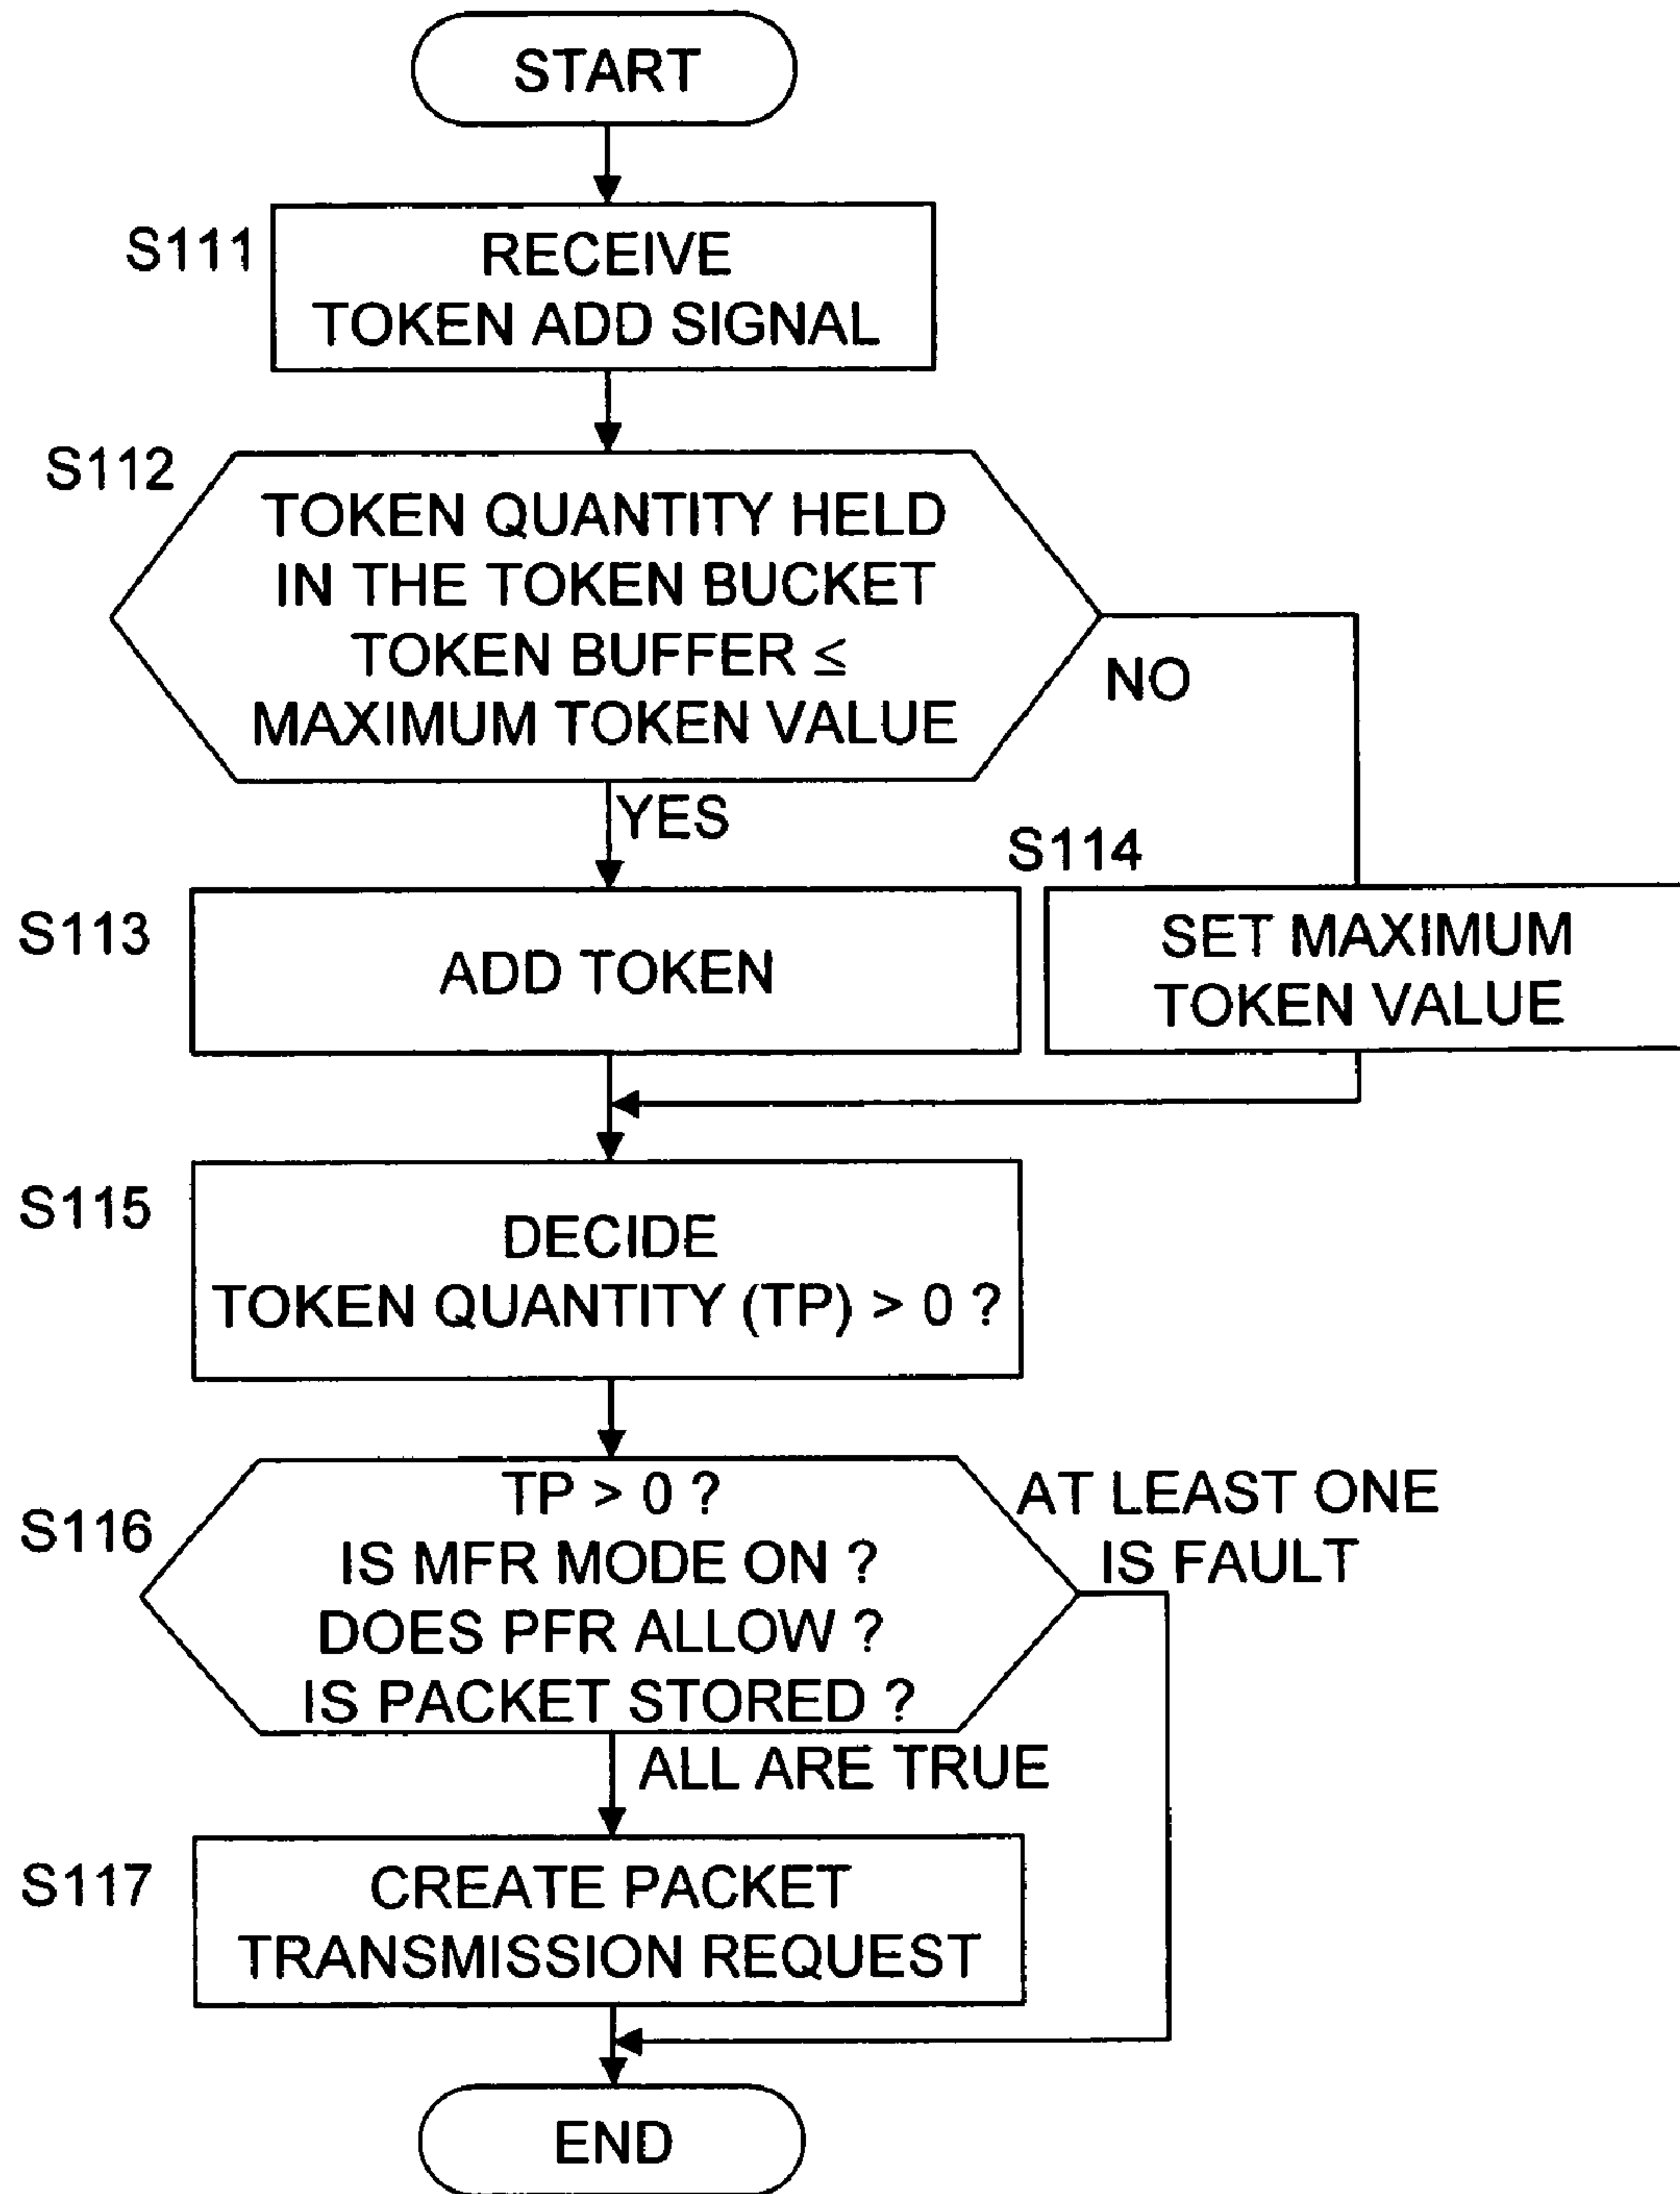 START
S111
RECEIVE
TOKEN ADD SIGNAL
S112
TOKEN QUANTITY HELD
IN THE TOKEN BUCKET
TOKEN BUFFER ≤
MAXIMUM TOKEN VALUE
NO
YES
S113
ADD TOKEN
S114
SET MAXIMUM
TOKEN VALUE
S115
DECIDE
TOKEN QUANTITY (TP) > 0 ?
S116
TP > 0 ?
IS MFR MODE ON ?
DOES PFR ALLOW ?
IS PACKET STORED ?
AT LEAST ONE
IS FAULT
ALL ARE TRUE
S117
CREATE PACKET
TRANSMISSION REQUEST
END